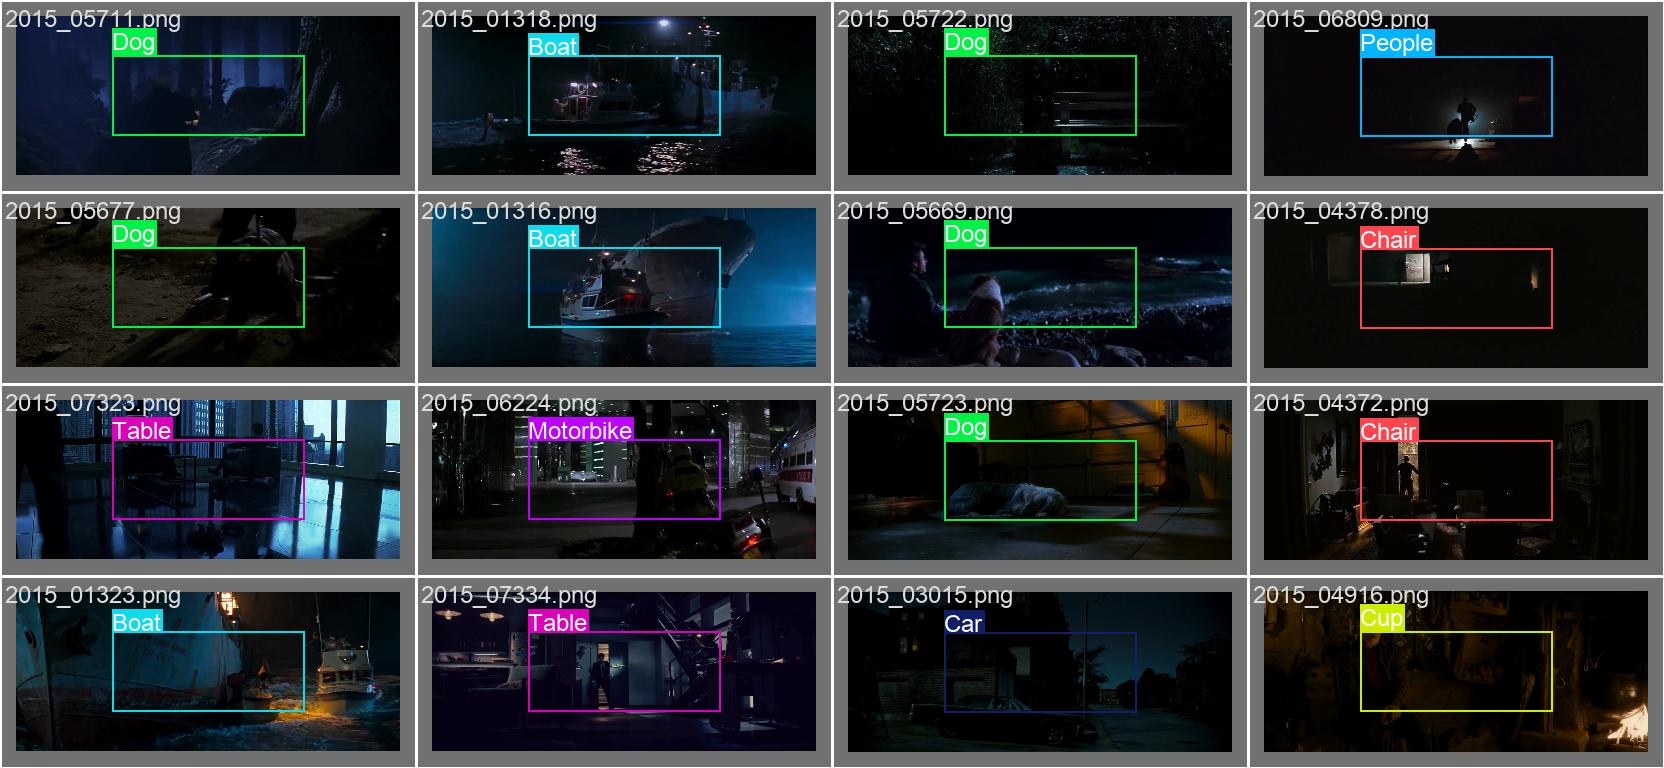 2015_05711.png
Dog
2015_01318.png
Boat
2015_05722.png
Dog
2015_06809.png
People
2015_05677.png
Dog
2015_01316.png
Boat
2015_05669.png
Dog
2015_04378.png
Chair
2015_07323.png
Table
2015_06224.png
Motorbike
2015_05723.png
Dog
2015_04372.png
Chair
2015_01323.png
Boat
2015_07334.png
Table
2015_03015.png
Car
2015_04916.png
Cup